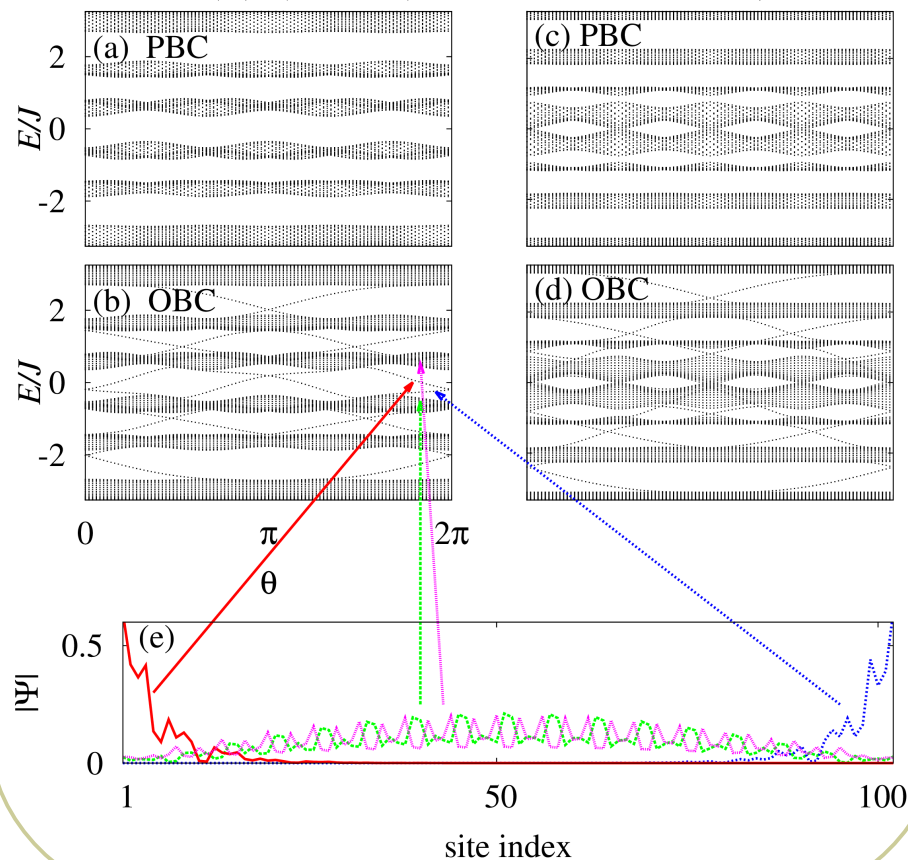 (a) PBC
(c) PBC
2
0
-2
E/J
(b) OBC
(d) OBC
2
0
-2
E/J
0
π
2π
θ
(e)
0.5
0
|Ψ|
1
50
100
site index